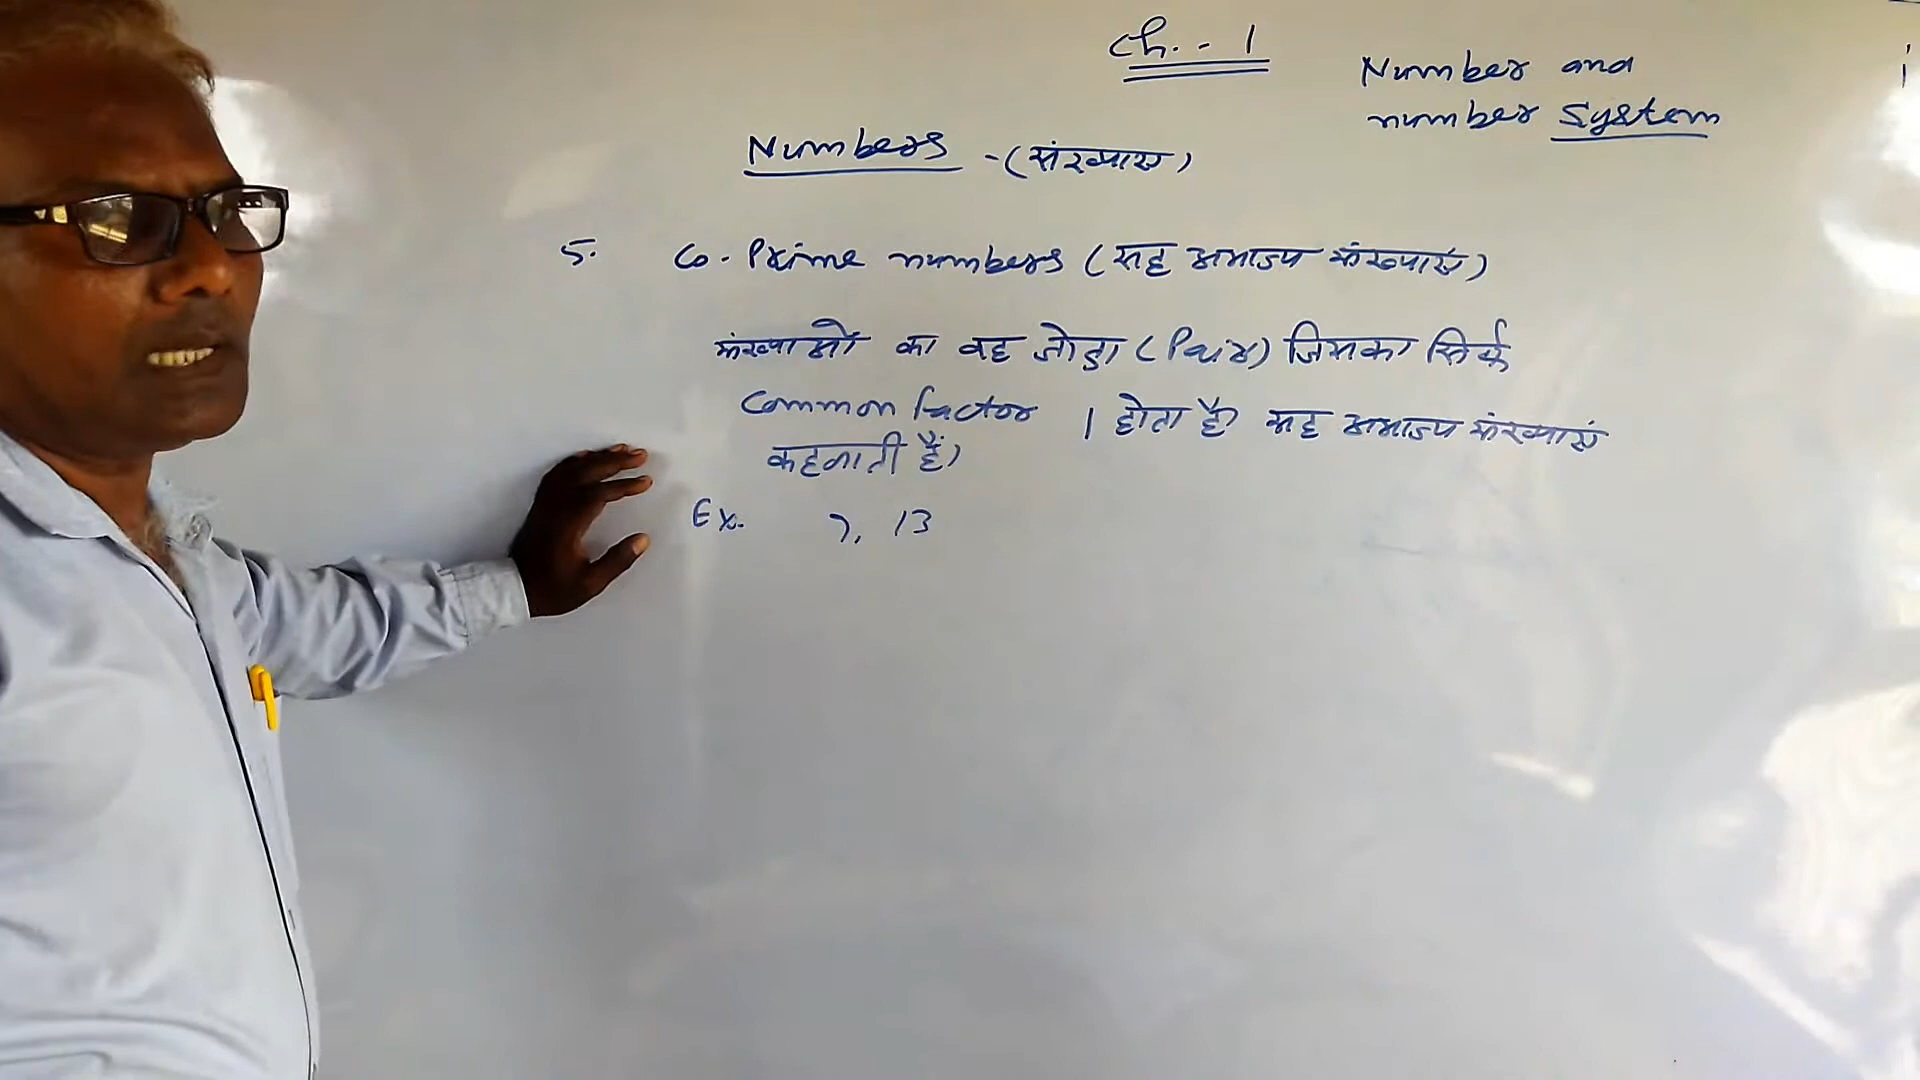 Ch. - 1
Number and
number System
Numbers - (संख्याएं)
5. Co-Prime numbers (सह अभाज्य संख्याएं)
संख्याओं का वह जोड़ा (Pair) जिसका सिर्फ
Common factor 1 होता है। सह अभाज्य संख्याएं
कहलाती हैं।
Ex. 7, 13